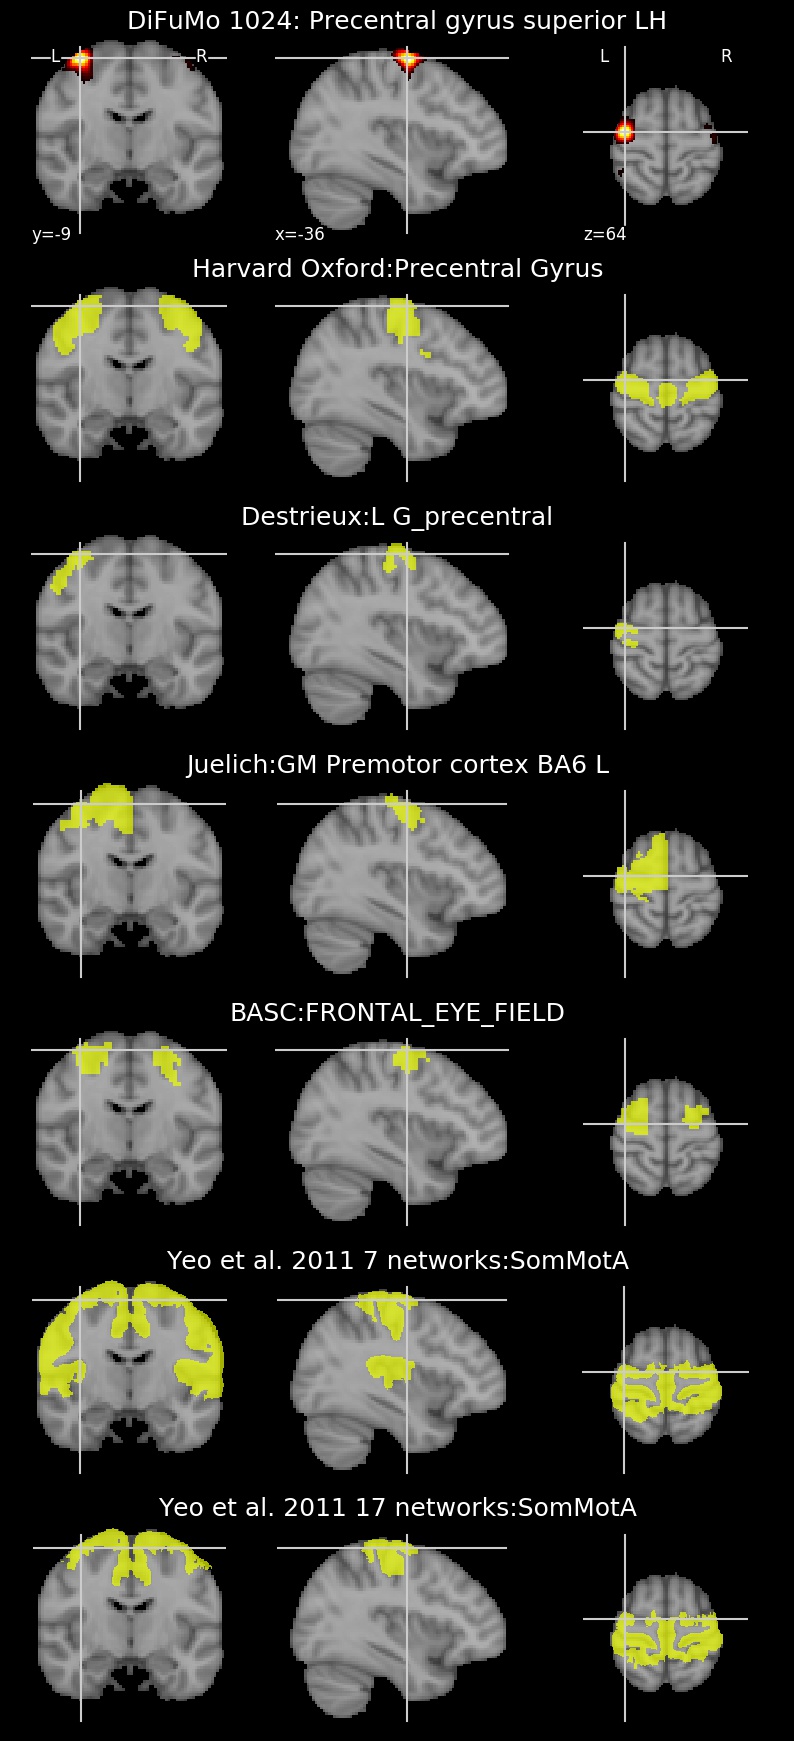 DiFuMo 1024: Precentral gyrus superior LH
L R
L R
y=-9 x=-36 z=64
Harvard Oxford:Precentral Gyrus
Destrieux:L G_precentral
Juelich:GM Premotor cortex BA6 L
BASC:FRONTAL_EYE_FIELD
Yeo et al. 2011 7 networks:SomMotA
Yeo et al. 2011 17 networks:SomMotA